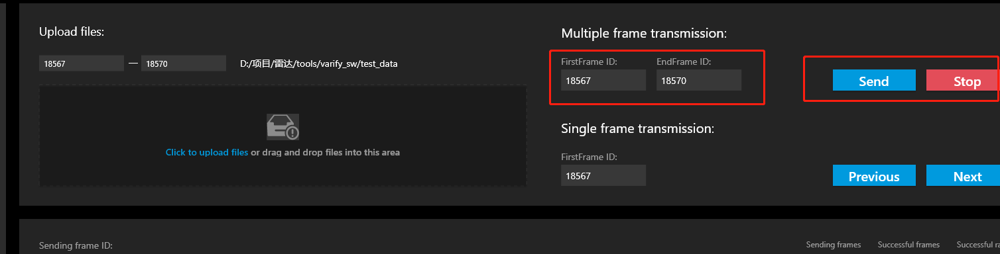 Upload files:
18567 — 18570 D:/项目/雷达/tools/varify_sw/test_data
Click to upload files or drag and drop files into this area
Multiple frame transmission:
FirstFrame ID: EndFrame ID:
18567 18570
Send Stop
Single frame transmission:
FirstFrame ID:
18567
Previous Next
Sending frame ID:
Sending frames Successful frames Successful